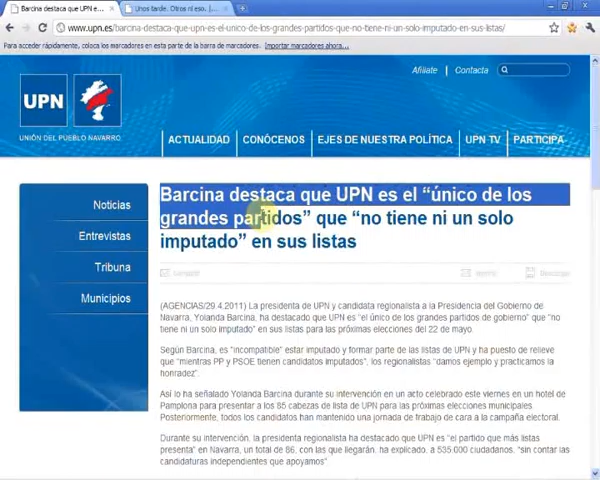 Barcina destaca que UPN e...
Unos tarde. Otros ni eso. |...
www.upn.es/barcina-destaca-que-upn-es-el-unico-de-los-grandes-partidos-que-no-tiene-ni-un-solo-imputado-en-sus-listas/
Para acceder rápidamente, coloca los marcadores en esta parte de la barra de marcadores. Importar marcadores ahora...
Afíliate | Contacta
UPN
UNIÓN DEL PUEBLO NAVARRO
ACTUALIDAD
CONÓCENOS
EJES DE NUESTRA POLÍTICA
UPN TV
PARTICIPA
Noticias
Entrevistas
Tribuna
Municipios
Barcina destaca que UPN es el “único de los
grandes partidos” que “no tiene ni un solo
imputado” en sus listas
(AGENCIAS/29.4.2011) La presidenta de UPN y candidata regionalista a la Presidencia del Gobierno de
Navarra, Yolanda Barcina, ha destacado que UPN es “el único de los grandes partidos de gobierno” que “no
tiene ni un solo imputado” en sus listas para las próximas elecciones del 22 de mayo.
Según Barcina, es “incompatible” estar imputado y formar parte de las listas de UPN y ha puesto de relieve
que “mientras PP y PSOE tienen candidatos imputados”, los regionalistas “damos ejemplo y practicamos la
honradez”.
Así lo ha señalado Yolanda Barcina durante su intervención en un acto celebrado este viernes en un hotel de
Pamplona para presentar a los 85 cabezas de lista de UPN para las próximas elecciones municipales.
Posteriormente, todos los candidatos han mantenido una jornada de trabajo de cara a la campaña electoral.
Durante su intervención, la presidenta regionalista ha destacado que UPN es “el partido que más listas
presenta” en Navarra, un total de 86, con las que llegarán, ha explicado, a 535.000 ciudadanos, “sin contar las
candidaturas independientes que apoyamos”